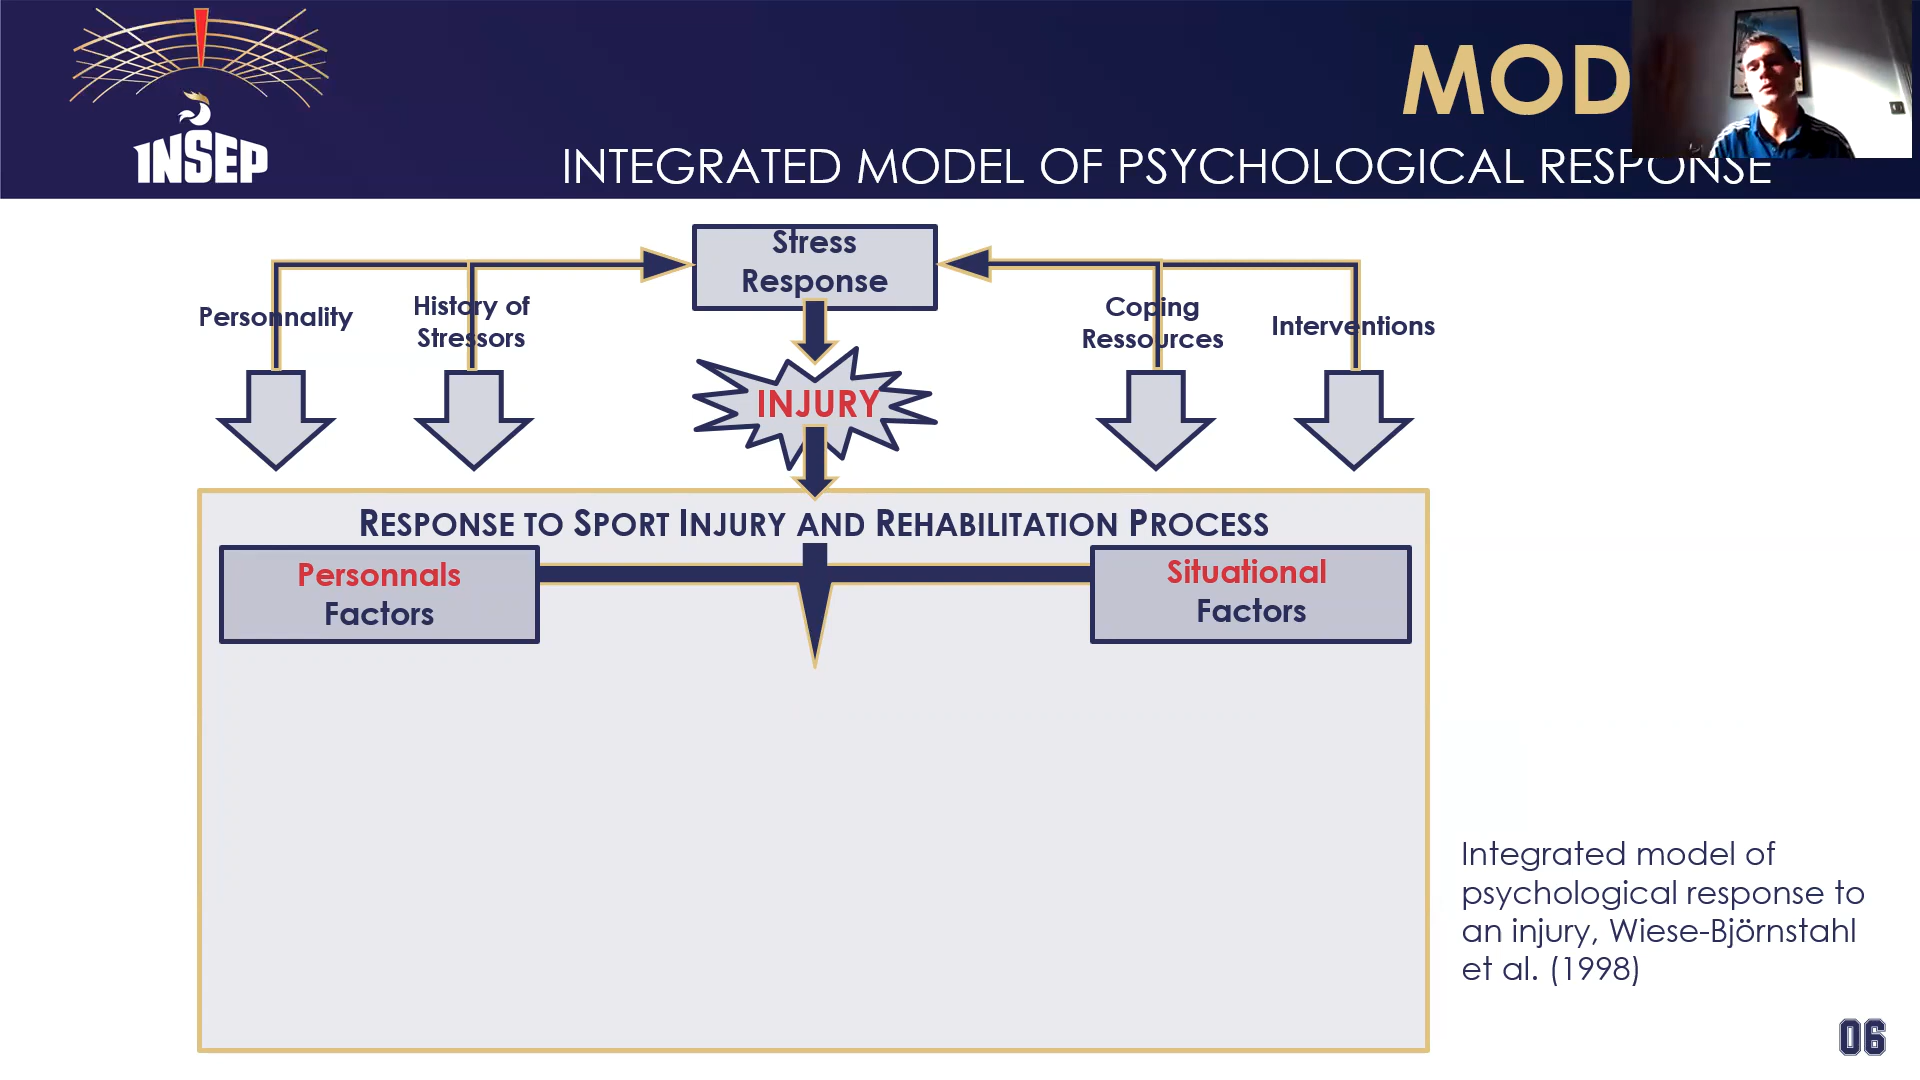 INSEP
MOD
INTEGRATED MODEL OF PSYCHOLOGICAL RESPONSE
Stress
Response
Personnality
History of
Stressors
Coping
Ressources
Interventions
INJURY
RESPONSE TO SPORT INJURY AND REHABILITATION PROCESS
Personnals
Factors
Situational
Factors
Integrated model of
psychological response to
an injury, Wiese-Björnstahl
et al. (1998)
06